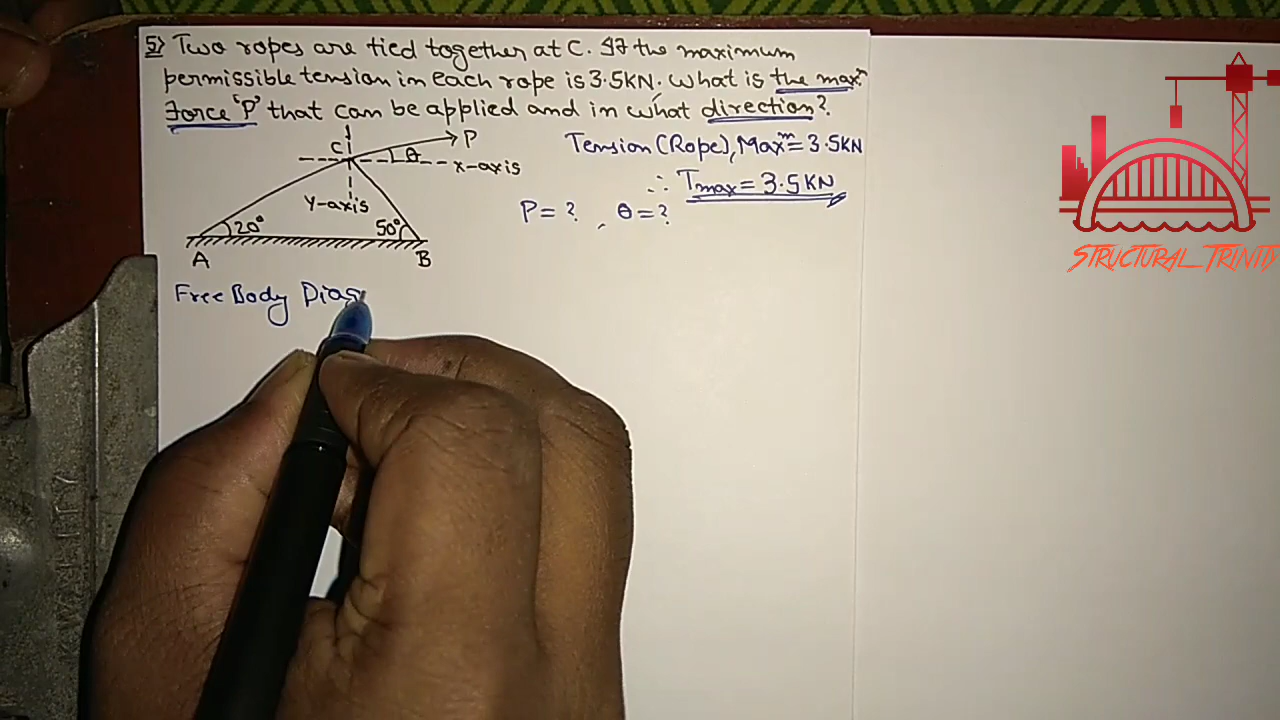 5) Two ropes are tied together at C. If the maximum
permissible tension in each rope is 3.5KN. What is the max^m
Force 'P' that can be applied and in what direction?
Tension (Rope), Max^m = 3.5KN
∴ Tmax = 3.5KN
P = ? , θ = ?
C
P
θ
x-axis
Y-axis
20°
50°
A
B
Free Body Diag
STRUCTURAL_TRINITY